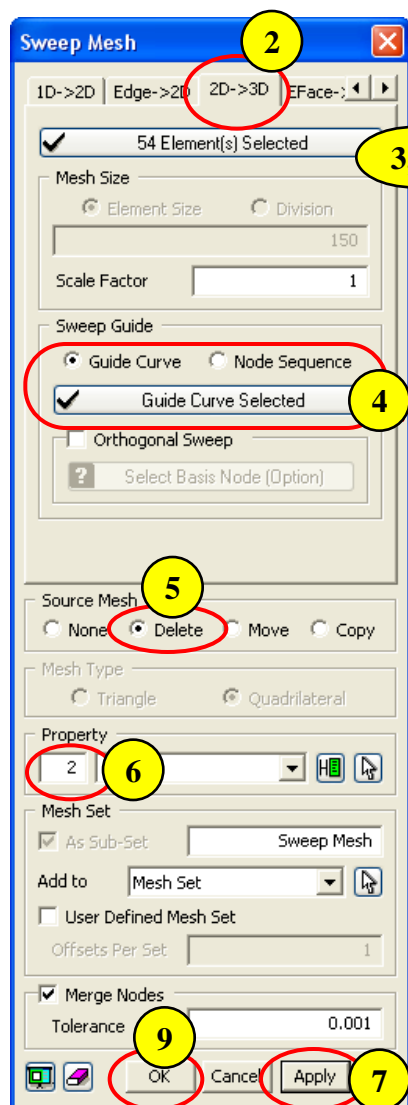 Sweep Mesh 2
1D->2D Edge->2D 2D->3D EFace->
54 Element(s) Selected 3
Mesh Size
Element Size Division
150
Scale Factor 1
Sweep Guide
Guide Curve Node Sequence
Guide Curve Selected 4
Orthogonal Sweep
? Select Basis Node (Option)
5
Source Mesh
None Delete Move Copy
Mesh Type
Triangle Quadrilateral
Property
2 6
Mesh Set
As Sub-Set Sweep Mesh
Add to Mesh Set
User Defined Mesh Set
Offsets Per Set 1
Merge Nodes
Tolerance 0.001
9
OK Cancel Apply 7